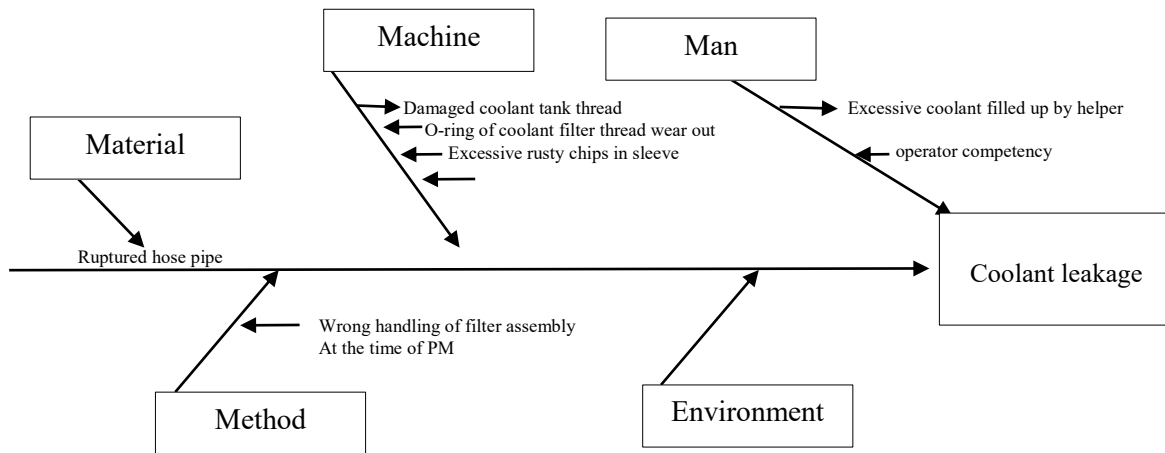 Machine
Man
Damaged coolant tank thread
Excessive coolant filled up by helper
O-ring of coolant filter thread wear out
Material
Excessive rusty chips in sleeve
operator competency
Ruptured hose pipe
Coolant leakage
Wrong handling of filter assembly
At the time of PM
Method
Environment